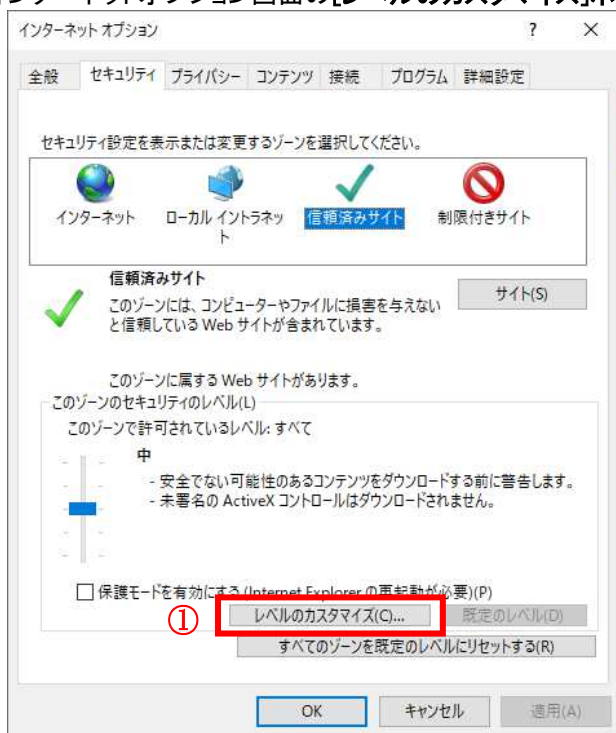 インターネット オプション
? ×
全般 セキュリティ プライバシー コンテンツ 接続 プログラム 詳細設定
セキュリティ設定を表示または変更するゾーンを選択してください。
インターネット ローカル イントラネット 信頼済みサイト 制限付きサイト
信頼済みサイト
このゾーンには、コンピューターやファイルに損害を与えない
と信頼している Web サイトが含まれています。
サイト(S)
このゾーンに属する Web サイトがあります。
このゾーンのセキュリティのレベル(L)
このゾーンで許可されているレベル: すべて
中
- 安全でない可能性のあるコンテンツをダウンロードする前に警告します。
- 未署名の ActiveX コントロールはダウンロードされません。
保護モードを有効にする (Internet Explorer の再起動が必要)(P)
① レベルのカスタマイズ(C)... 既定のレベル(D)
すべてのゾーンを既定のレベルにリセットする(R)
OK キャンセル 適用(A)